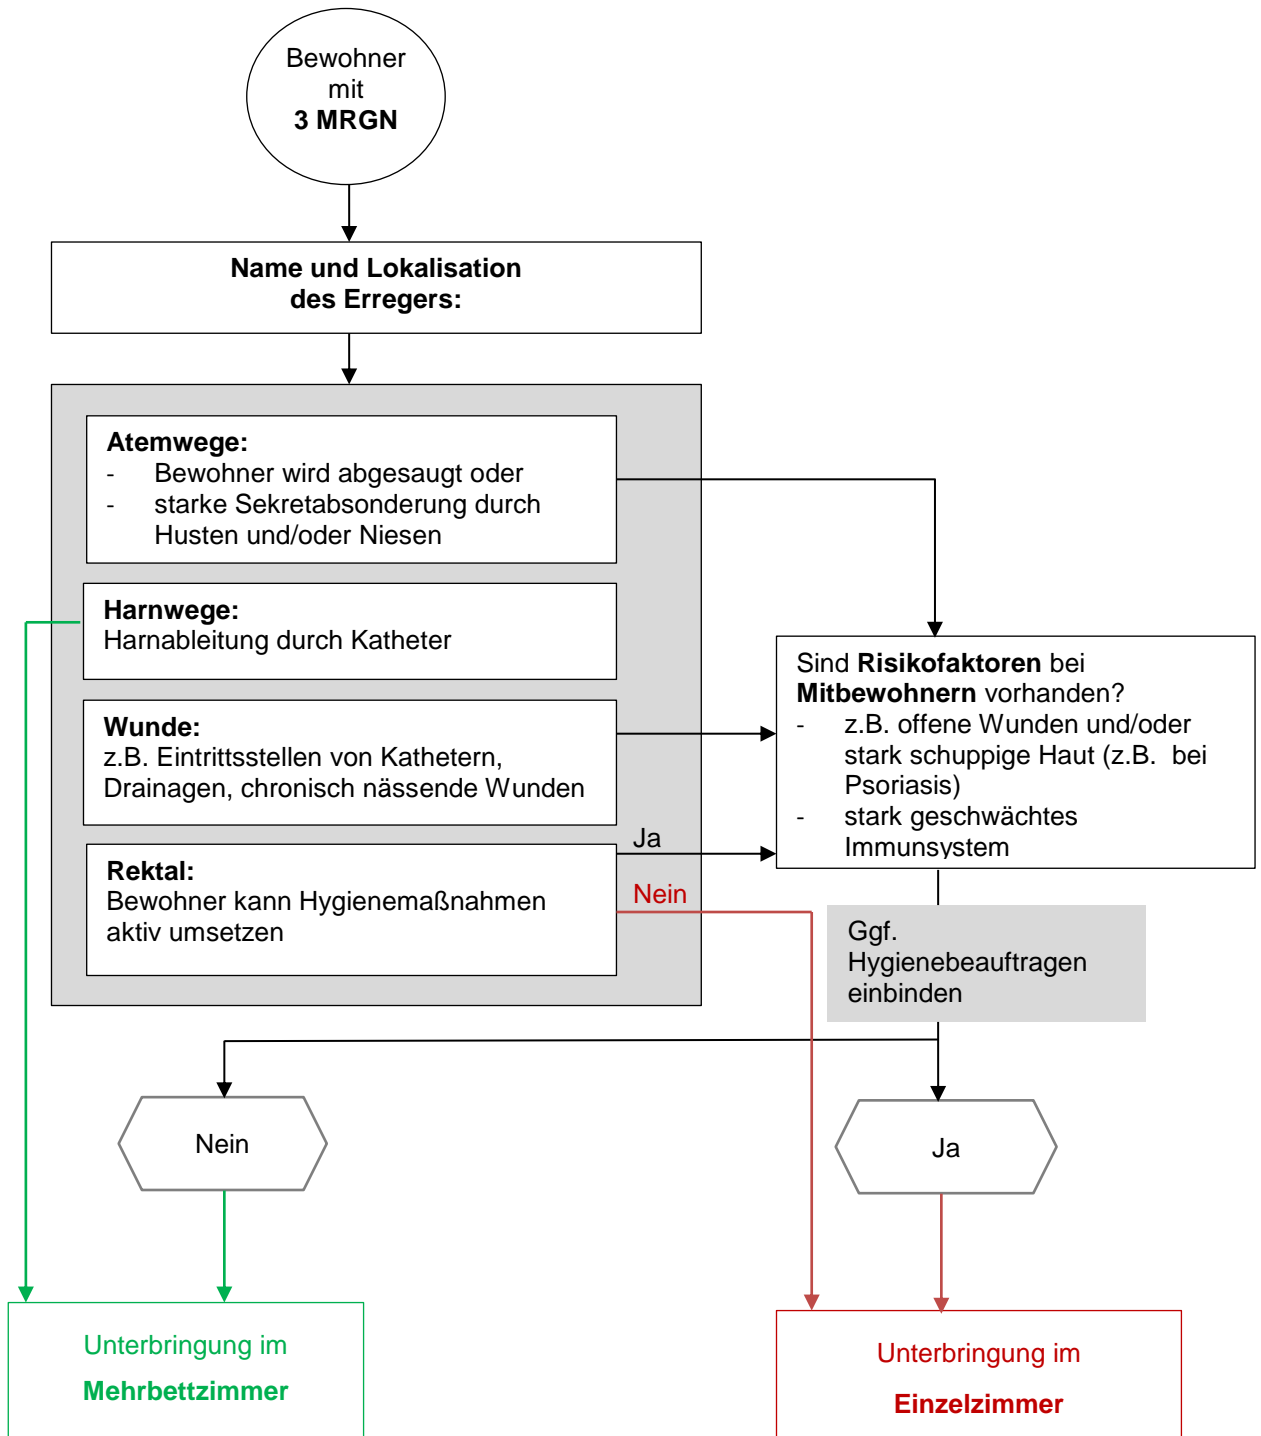 Bewohner
mit
3 MRGN
Name und Lokalisation
des Erregers:
Atemwege:
- Bewohner wird abgesaugt oder
- starke Sekretabsonderung durch
Husten und/oder Niesen
Harnwege:
Harnableitung durch Katheter
Wunde:
z.B. Eintrittsstellen von Kathetern,
Drainagen, chronisch nässende Wunden
Rektal:
Bewohner kann Hygienemaßnahmen
aktiv umsetzen
Ja
Nein
Sind Risikofaktoren bei
Mitbewohnern vorhanden?
- z.B. offene Wunden und/oder
stark schuppige Haut (z.B. bei
Psoriasis)
- stark geschwächtes
Immunsystem
Ggf.
Hygienebeauftragen
einbinden
Nein
Ja
Unterbringung im
Mehrbettzimmer
Unterbringung im
Einzelzimmer